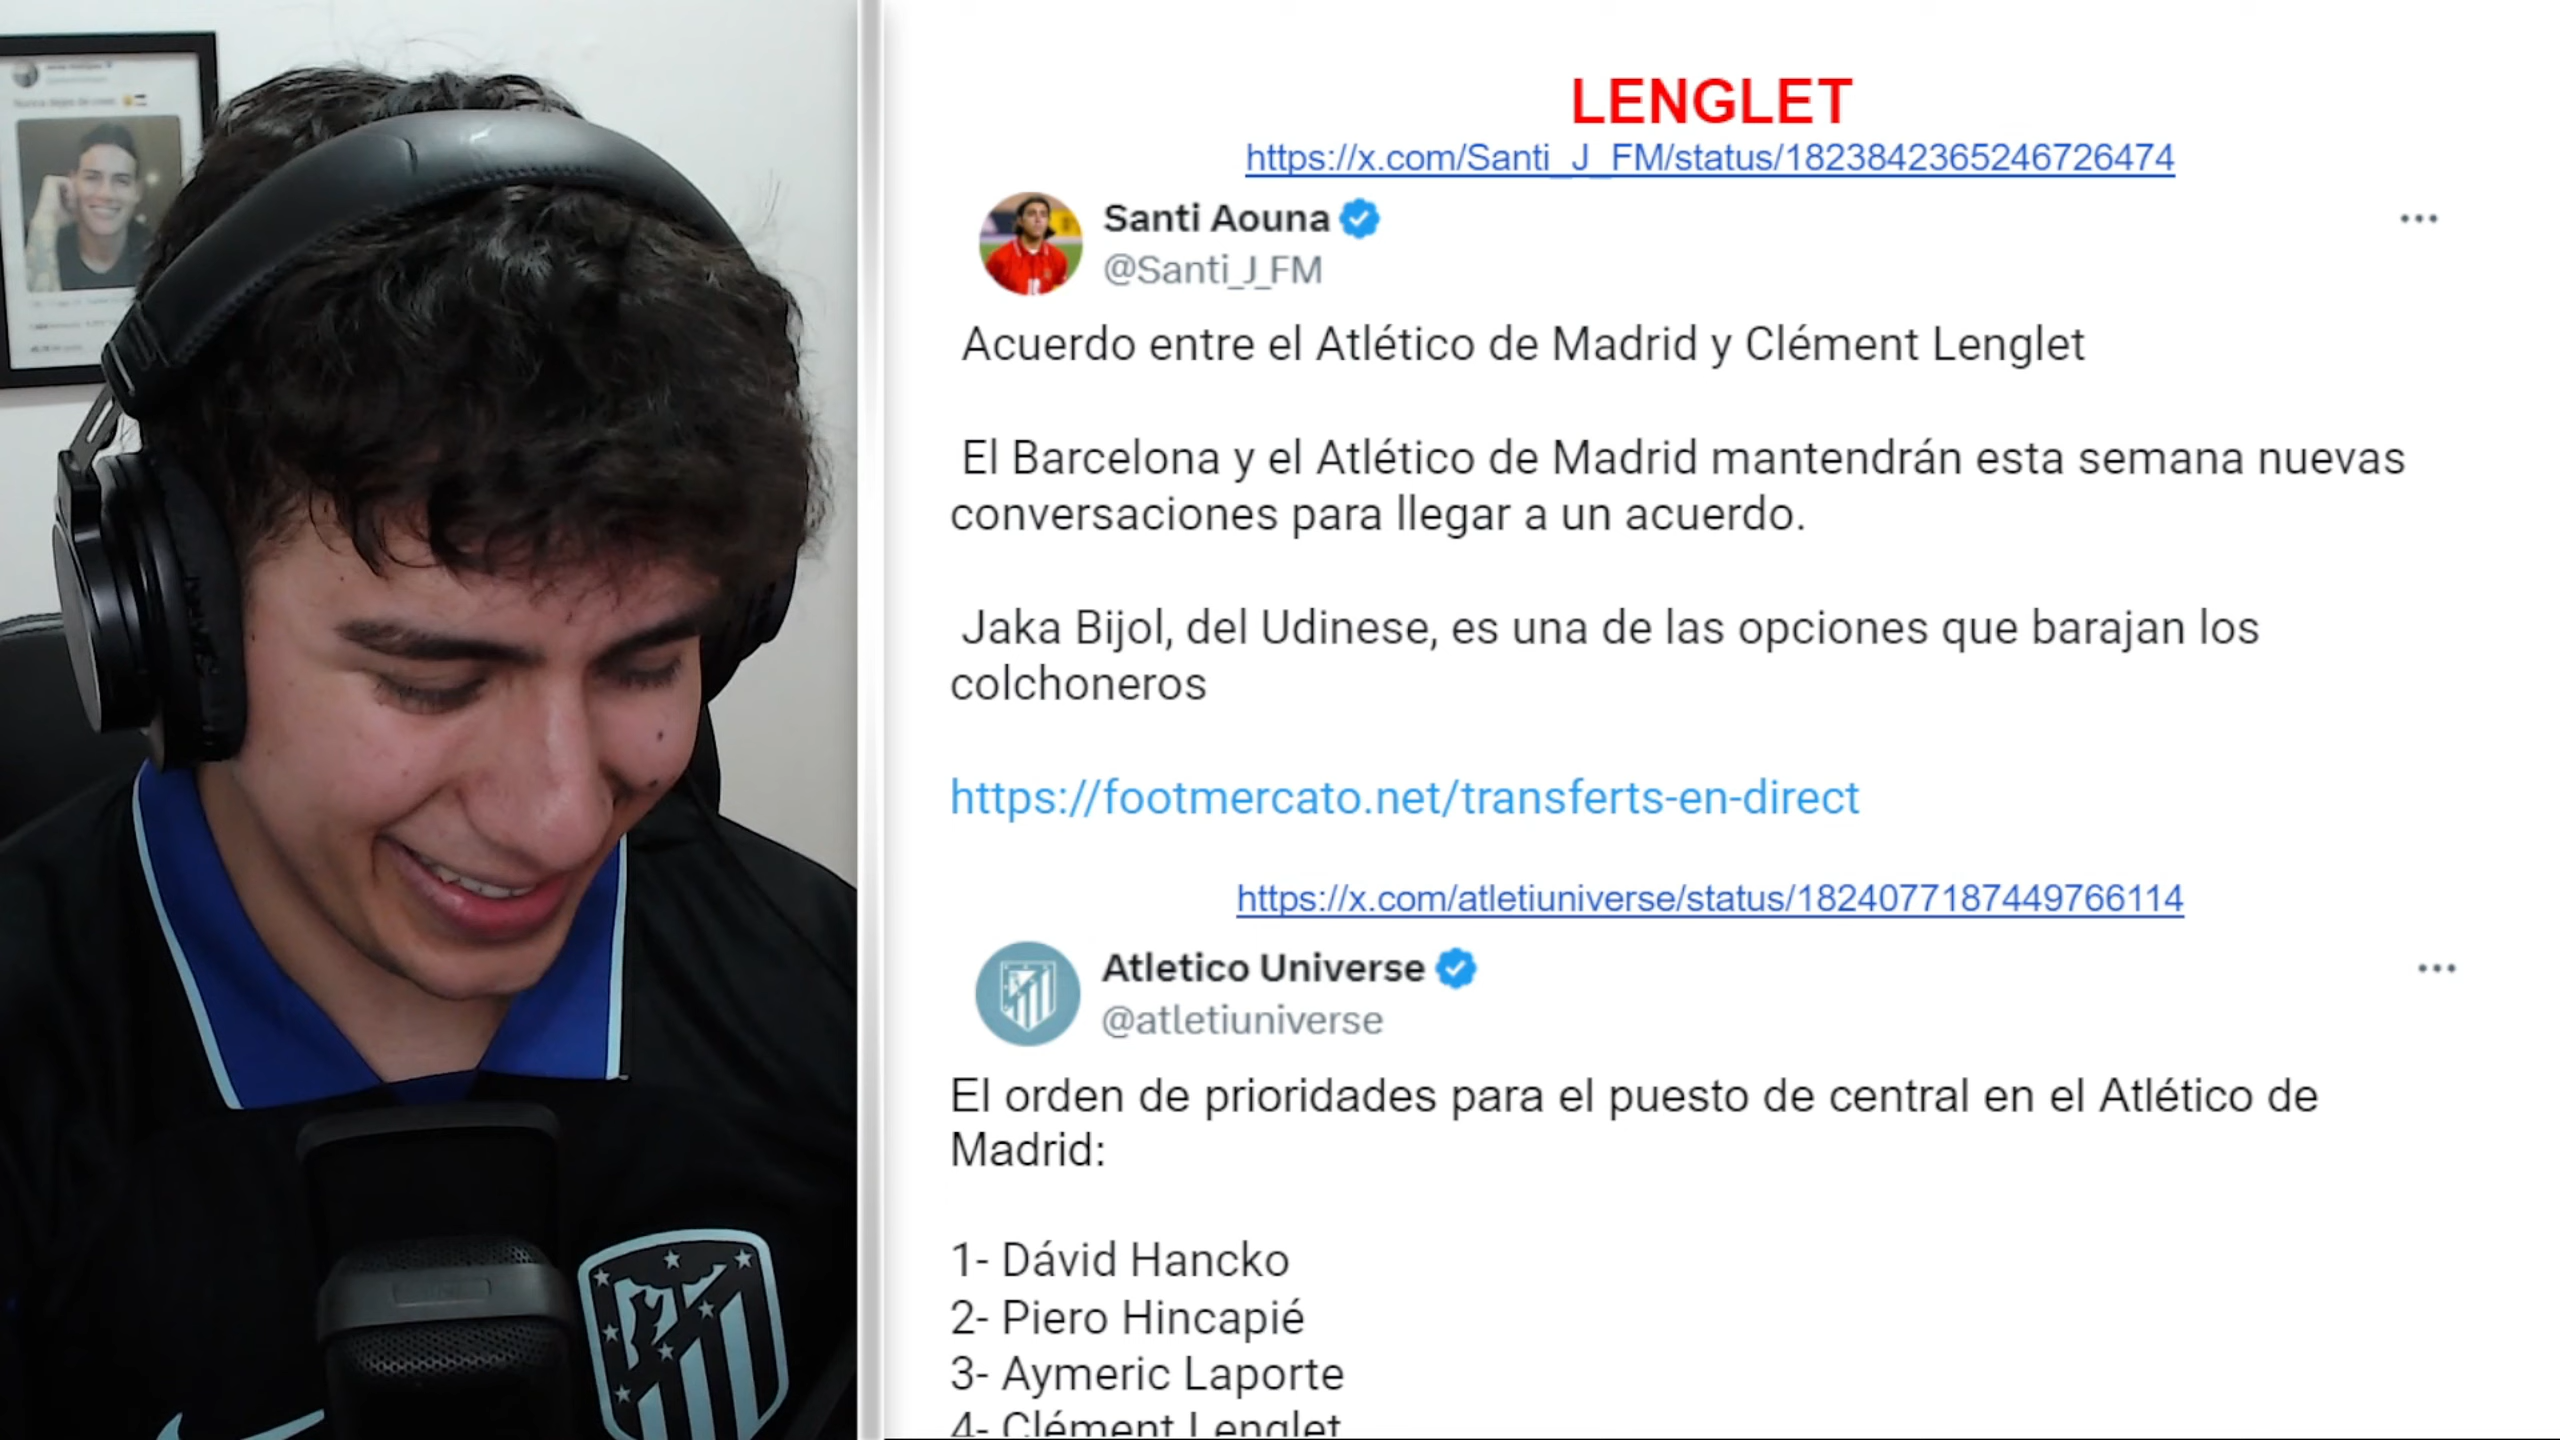 LENGLET
https://x.com/Santi_J_FM/status/1823842365246726474
Santi Aouna
@Santi_J_FM
Acuerdo entre el Atlético de Madrid y Clément Lenglet
El Barcelona y el Atlético de Madrid mantendrán esta semana nuevas
conversaciones para llegar a un acuerdo.
Jaka Bijol, del Udinese, es una de las opciones que barajan los
colchoneros
https://footmercato.net/transferts-en-direct
https://x.com/atletiuniverse/status/1824077187449766114
Atletico Universe
@atletiuniverse
El orden de prioridades para el puesto de central en el Atlético de
Madrid:
1- Dávid Hancko
2- Piero Hincapié
3- Aymeric Laporte
4- Clément Lenglet